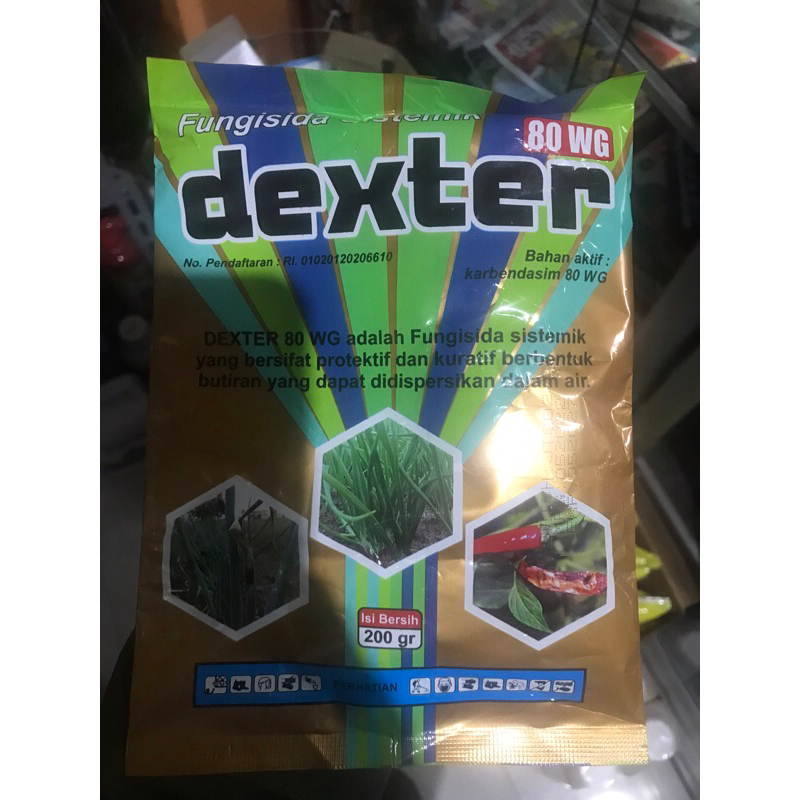 Fungisida sistemik
80 WG
dexter
No. Pendaftaran : RI. 01020120206610
Bahan aktif :
karbendasim 80 WG
DEXTER 80 WG adalah Fungisida sistemik
yang bersifat protektif dan kuratif berbentuk
butiran yang dapat didispersikan dalam air.
Isi Bersih
200 gr
PERHATIAN